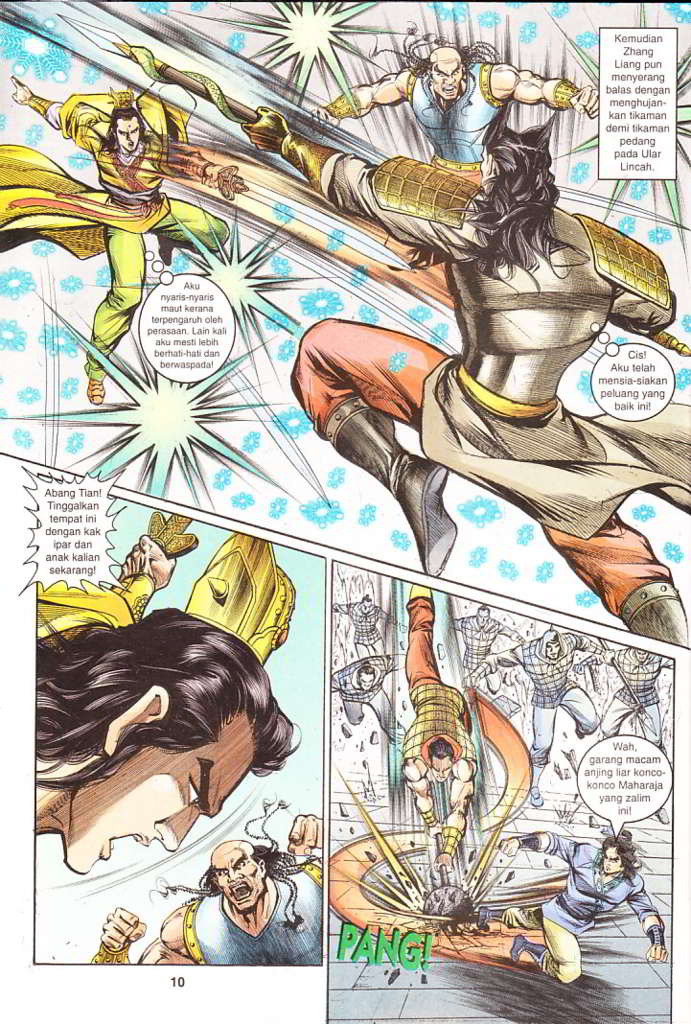 Kemudian
Zhang
Liang pun
menyerang
balas dengan
menghujan-
kan tikaman
demi tikaman
pedang
pada Ular
Lincah.
Aku
nyaris-nyaris
maut kerana
terpengaruh oleh
perasaan. Lain kali
aku mesti lebih
berhati-hati dan
berwaspada!
Cis!
Aku telah
mensia-siakan
peluang yang
baik ini!
Abang Tian!
Tinggalkan
tempat ini
dengan kak
ipar dan
anak kalian
sekarang!
Wah,
garang macam
anjing liar konco-
konco Maharaja
yang zalim
ini!
PANG!
10